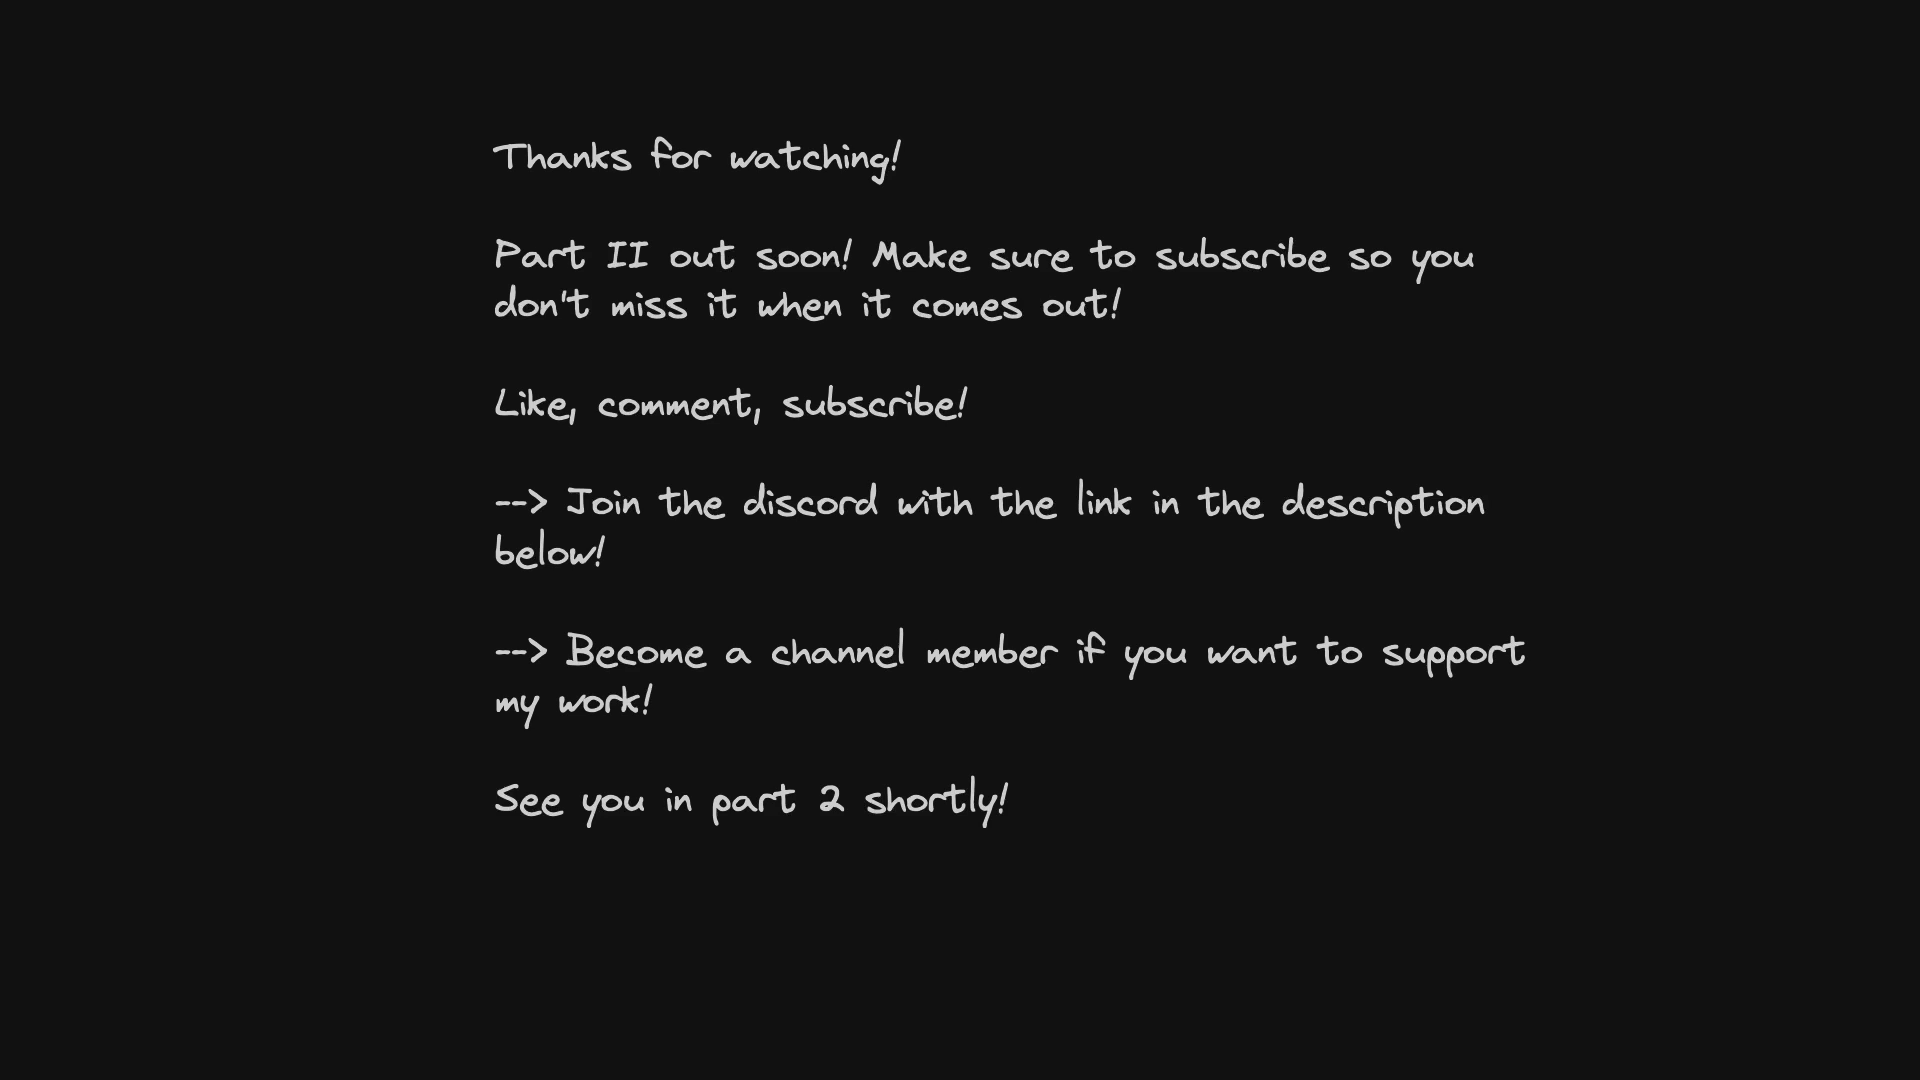 Thanks for watching!
Part II out soon! Make sure to subscribe so you
don't miss it when it comes out!
Like, comment, subscribe!
--> Join the discord with the link in the description
below!
--> Become a channel member if you want to support
my work!
See you in part 2 shortly!